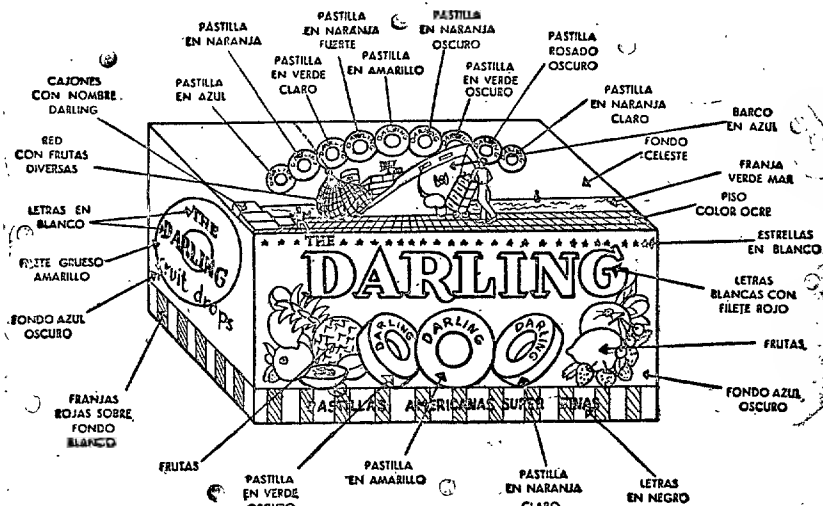 PASTILLA
EN NARANJA
PASTILLA
EN NARANJA
FUERTE
PASTILLA
EN NARANJA
OSCURO
PASTILLA
ROSADO
OSCURO
PASTILLA
EN AZUL
PASTILLA
EN VERDE
CLARO
PASTILLA
EN AMARILLO
PASTILLA
EN VERDE
OSCURO
PASTILLA
EN NARANJA
CLARO
CAJONES
CON NOMBRE
DARLING
RED
CON FRUTAS
DIVERSAS
LETRAS EN
BLANCO
FILETE GRUESO
AMARILLO
FONDO AZUL
OSCURO
FRANJAS
ROJAS SOBRE
FONDO
BLANCO
BARCO
EN AZUL
FONDO
CELESTE
FRANJA
VERDE MAR
PISO
COLOR OCRE
ESTRELLAS
EN BLANCO
LETRAS
BLANCAS CON
FILETE ROJO
FRUTAS
FONDO AZUL
OSCURO
THE
DARLING
fruit drops
THE
DARLING
DARLING
DARLING
DARLING
PASTILLAS AMERICANAS SUPER FINAS
FRUTAS
PASTILLA
EN VERDE
OSCURO
PASTILLA
EN AMARILLO
PASTILLA
EN NARANJA
CLARO
LETRAS
EN NEGRO